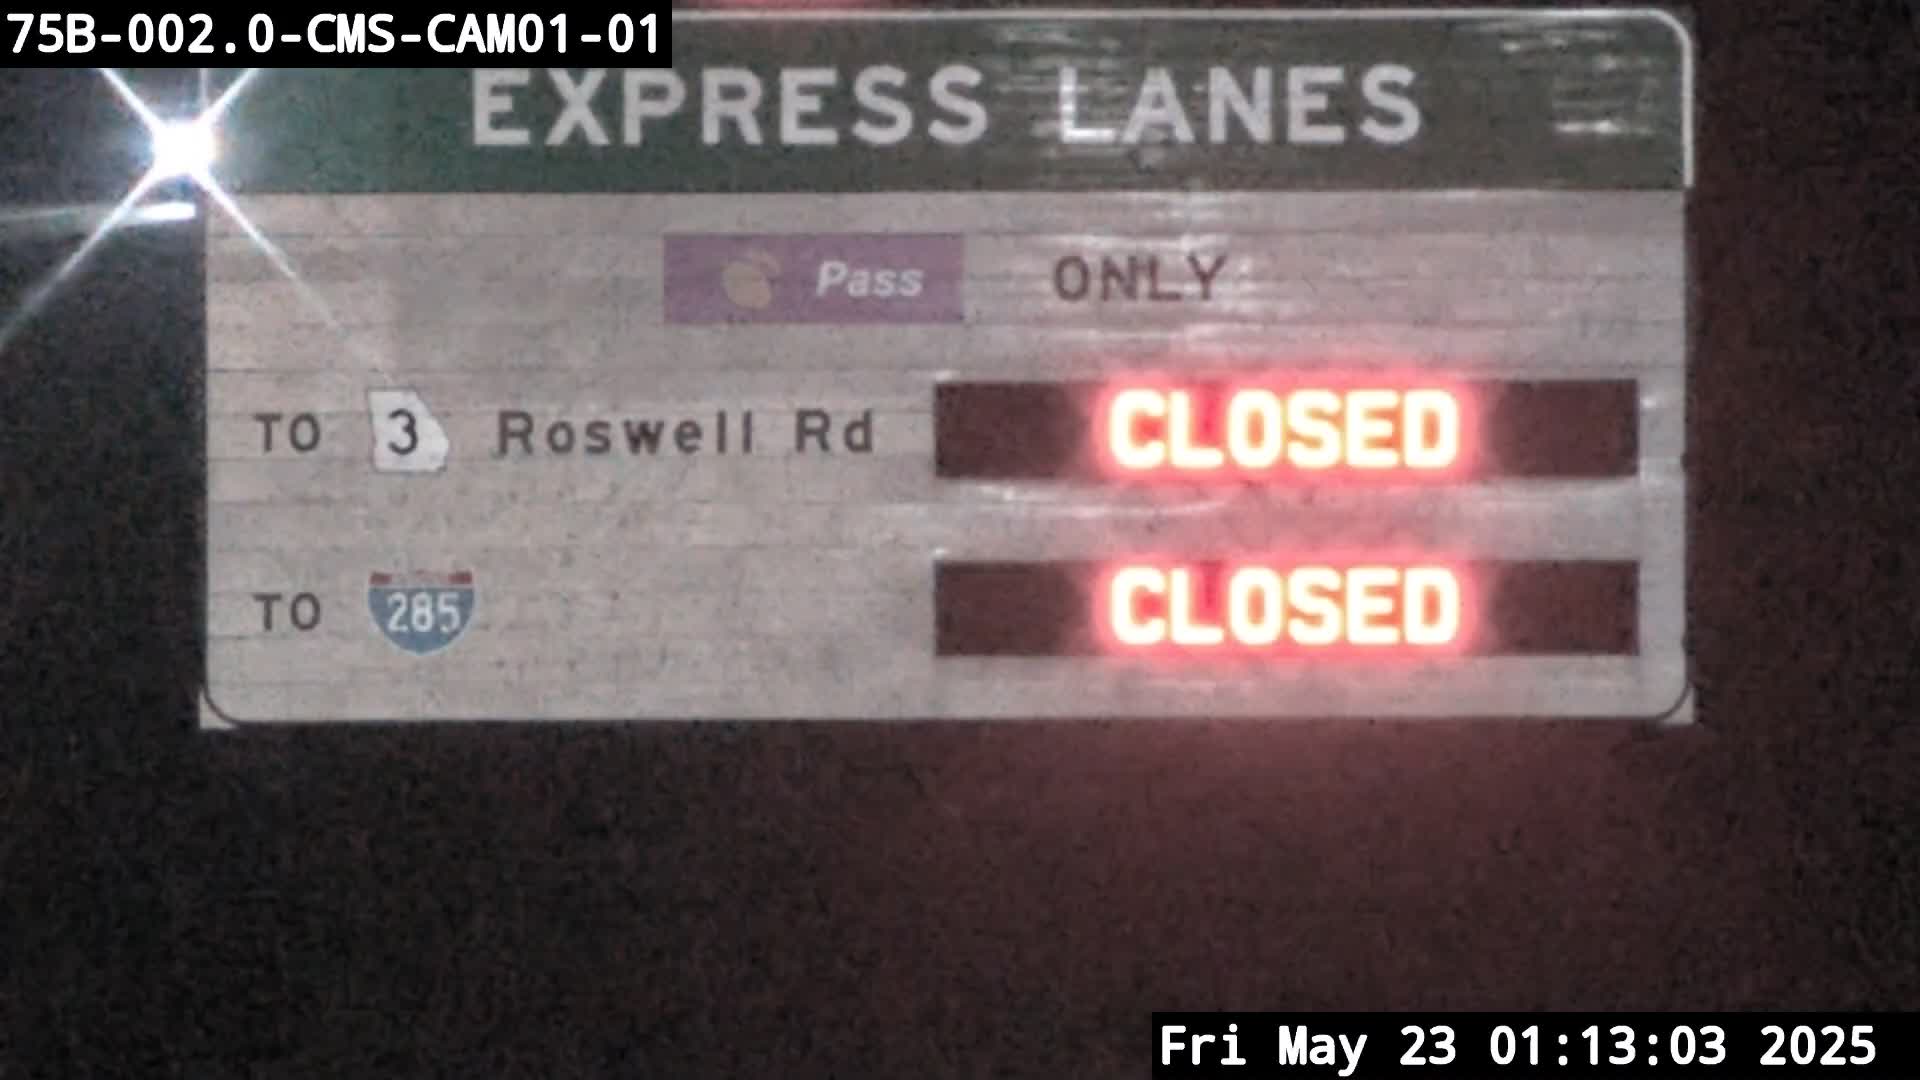 75B-002.0-CMS-CAM01-01
EXPRESS LANES
Pass ONLY
TO 3 Roswell Rd CLOSED
TO 285 CLOSED
Fri May 23 01:13:03 2025